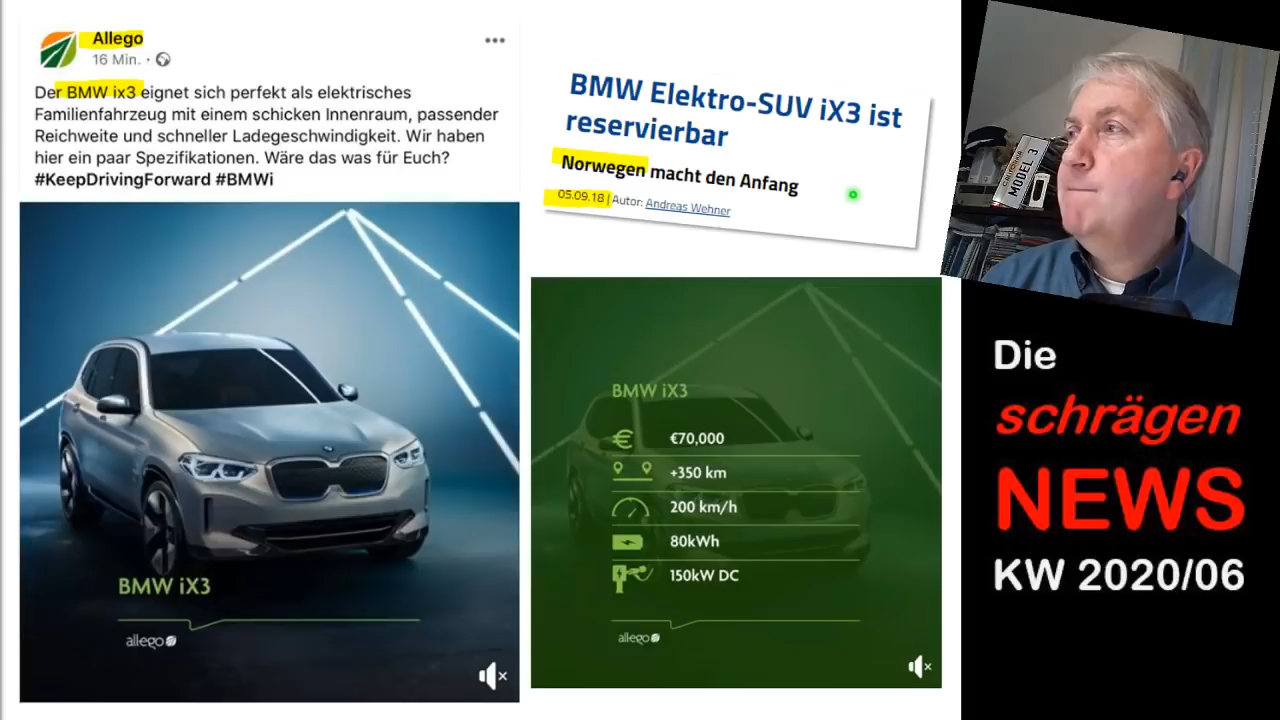 Allego
16 Min. ·
Der BMW ix3 eignet sich perfekt als elektrisches
Familienfahrzeug mit einem schicken Innenraum, passender
Reichweite und schneller Ladegeschwindigkeit. Wir haben
hier ein paar Spezifikationen. Wäre das was für Euch?
#KeepDrivingForward #BMWi
BMW iX3
allego
BMW Elektro-SUV iX3 ist
reservierbar
Norwegen macht den Anfang
05.09.18 | Autor: Andreas Wehner
BMW iX3
€70,000
+350 km
200 km/h
80kWh
150kW DC
allego
CALIFORNIA
MODEL 3
Die
schrägen
NEWS
KW 2020/06